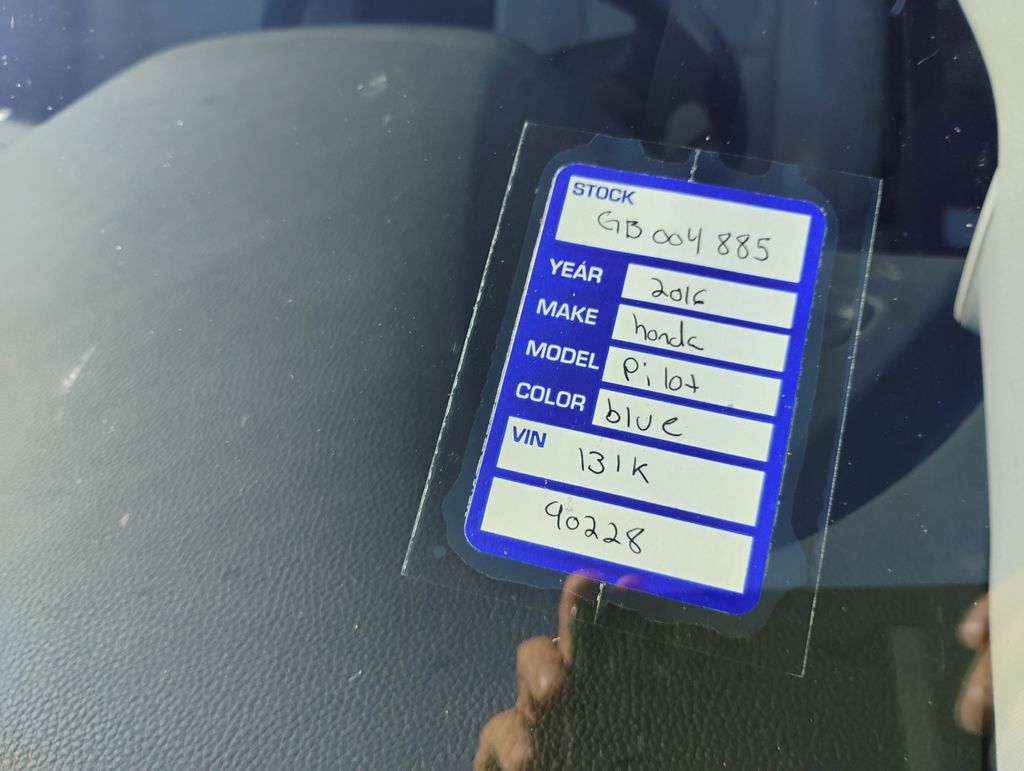 STOCK
GB004885
YEAR 2016
MAKE honda
MODEL Pilot
COLOR blue
VIN 131K
90228